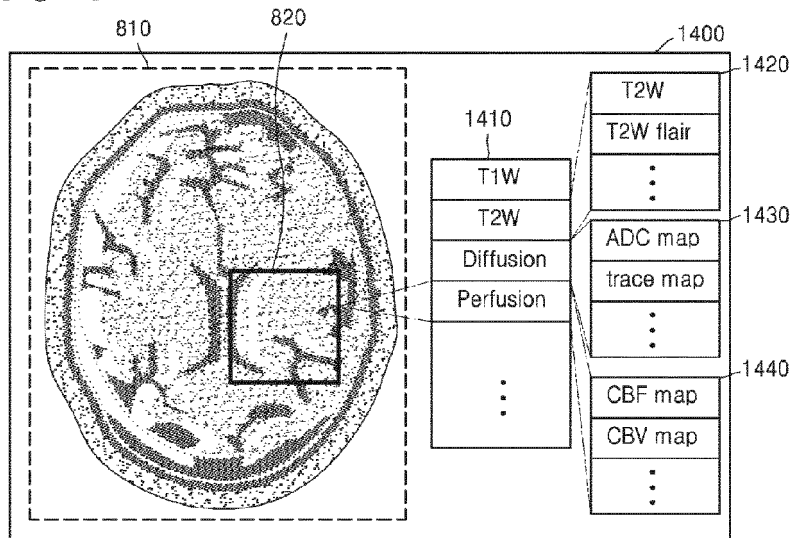 810
820
1400
1410
T1W
T2W
Diffusion
Perfusion
1420
T2W
T2W flair
1430
ADC map
trace map
1440
CBF map
CBV map